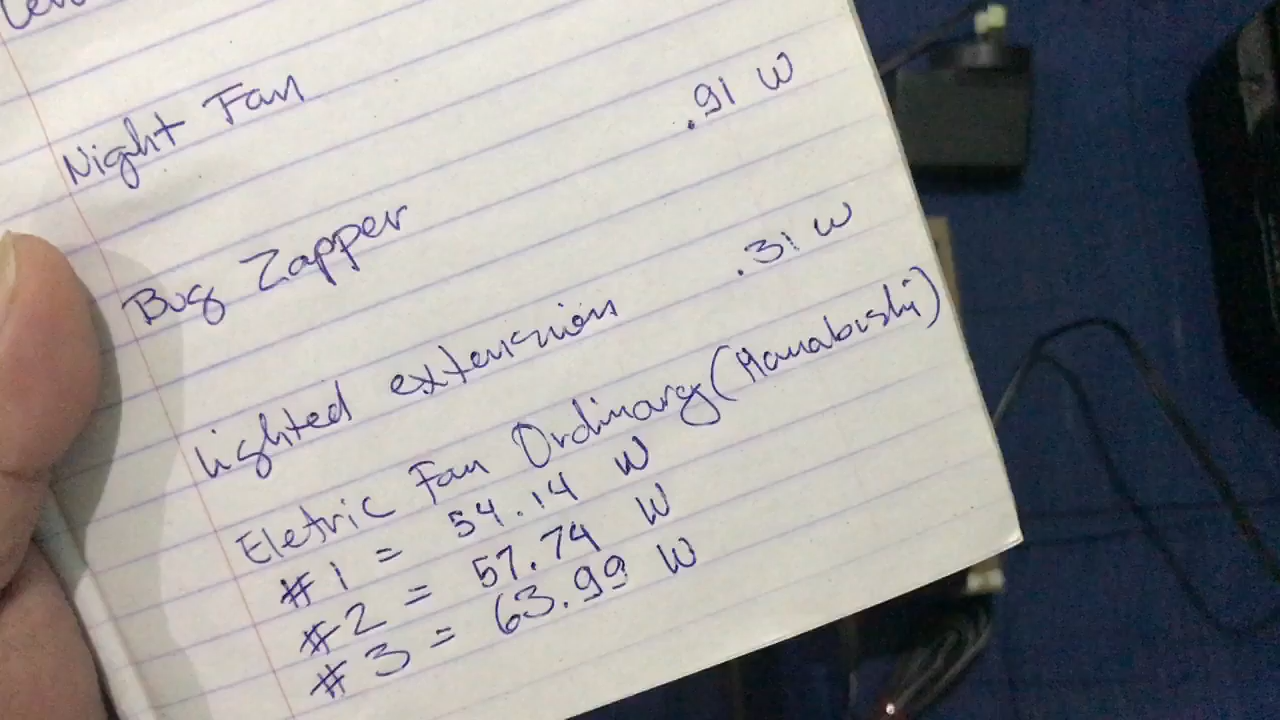 Night Fan
Bug Zapper .91 W
Lighted extension .31 W
Eletric Fan Ordinary (Hanabishi)
#1 = 54.14 W
#2 = 57.74 W
#3 = 63.99 W